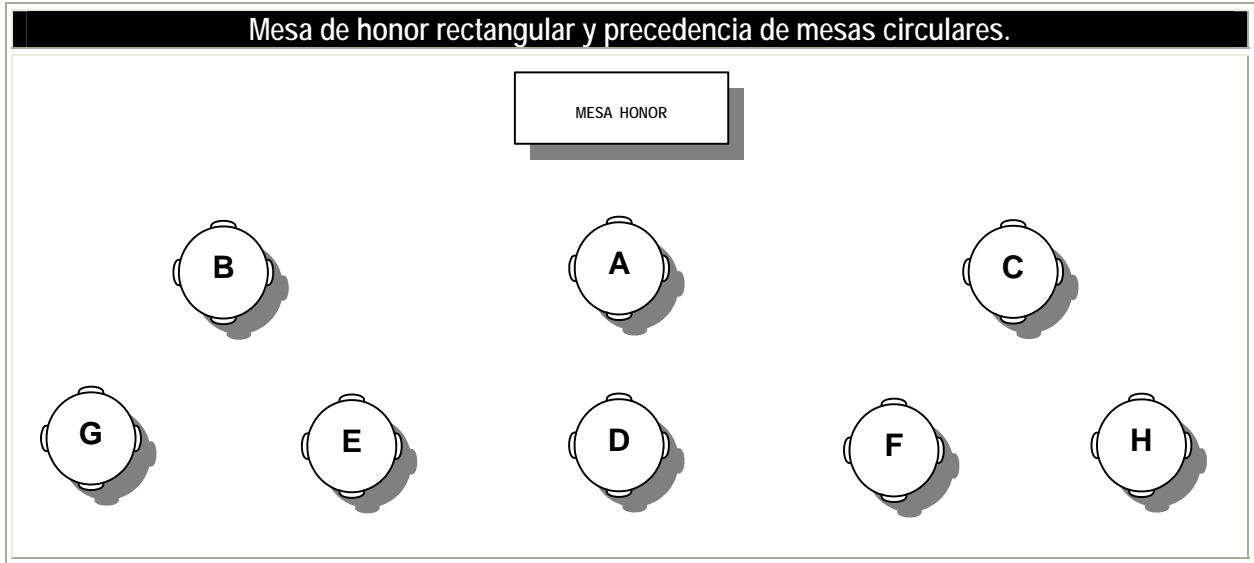 Mesa de honor rectangular y precedencia de mesas circulares.
MESA HONOR
B A C
G E D F H